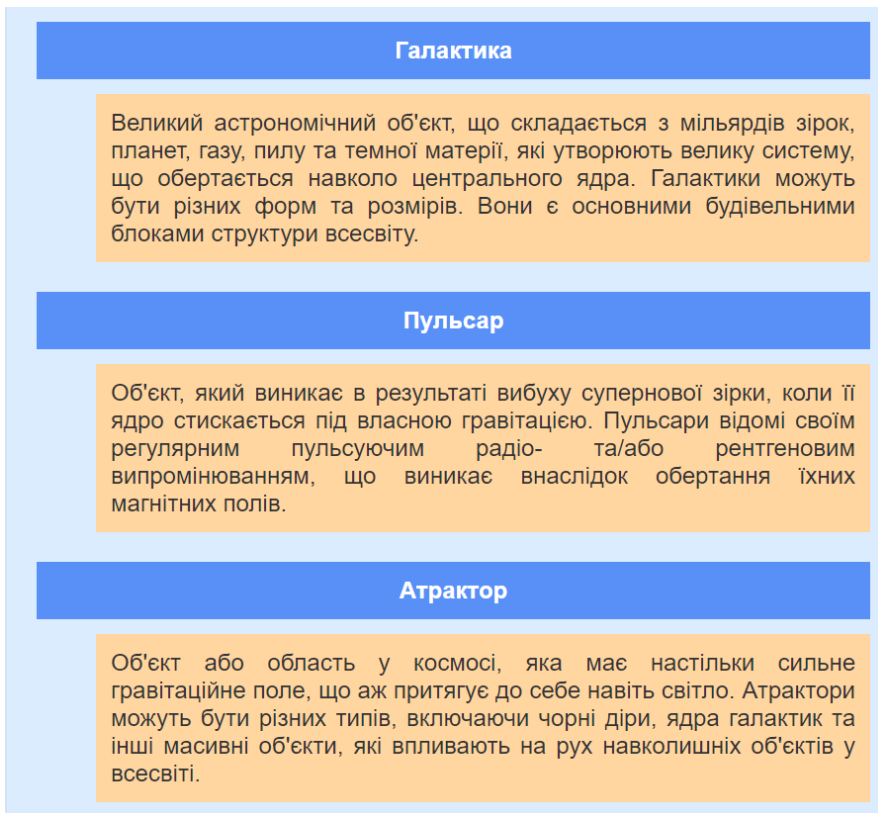 Галактика
Великий астрономічний об'єкт, що складається з мільярдів зірок,
планет, газу, пилу та темної матерії, які утворюють велику систему,
що обертається навколо центрального ядра. Галактики можуть
бути різних форм та розмірів. Вони є основними будівельними
блоками структури всесвіту.
Пульсар
Об'єкт, який виникає в результаті вибуху супернової зірки, коли її
ядро стискається під власною гравітацією. Пульсари відомі своїм
регулярним пульсуючим радіо- та/або рентгеновим
випромінюванням, що виникає внаслідок обертання їхних
магнітних полів.
Атрактор
Об'єкт або область у космосі, яка має настільки сильне
гравітаційне поле, що аж притягує до себе навіть світло. Атрактори
можуть бути різних типів, включаючи чорні діри, ядра галактик та
інші масивні об'єкти, які впливають на рух навколишніх об'єктів у
всесвіті.